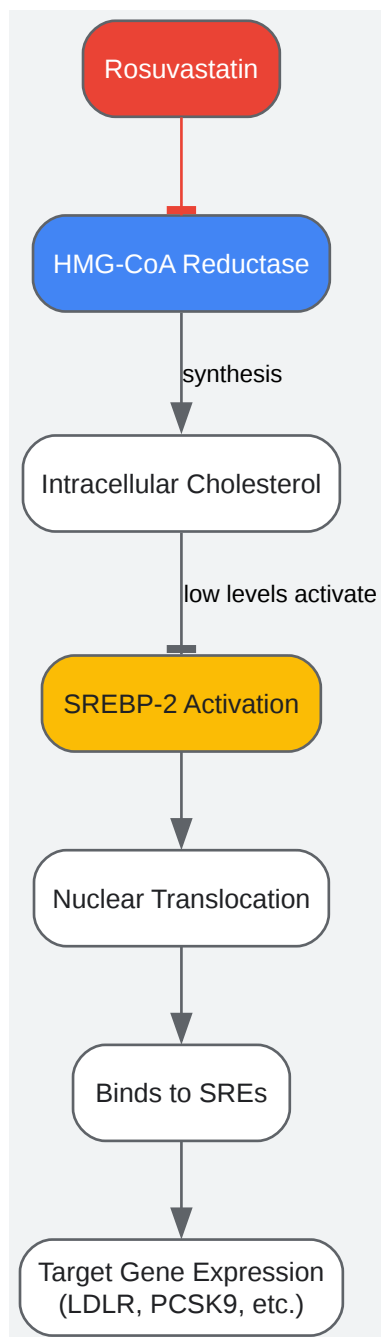 Rosuvastatin
HMG-CoA Reductase
synthesis
Intracellular Cholesterol
low levels activate
SREBP-2 Activation
Nuclear Translocation
Binds to SREs
Target Gene Expression
(LDLR, PCSK9, etc.)